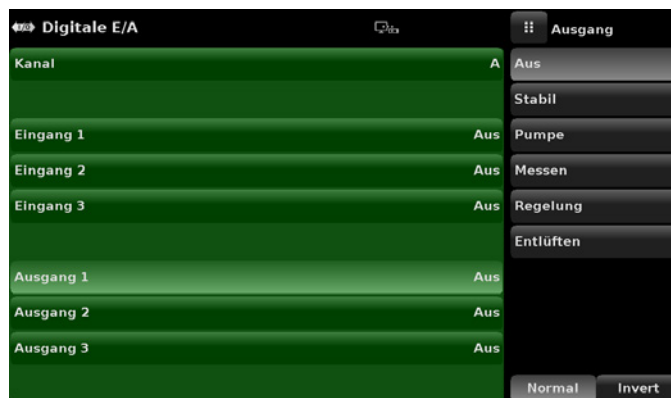 Digitale E/A
Kanal A
Eingang 1 Aus
Eingang 2 Aus
Eingang 3 Aus
Ausgang 1 Aus
Ausgang 2 Aus
Ausgang 3 Aus
Ausgang
Aus
Stabil
Pumpe
Messen
Regelung
Entlüften
Normal Invert